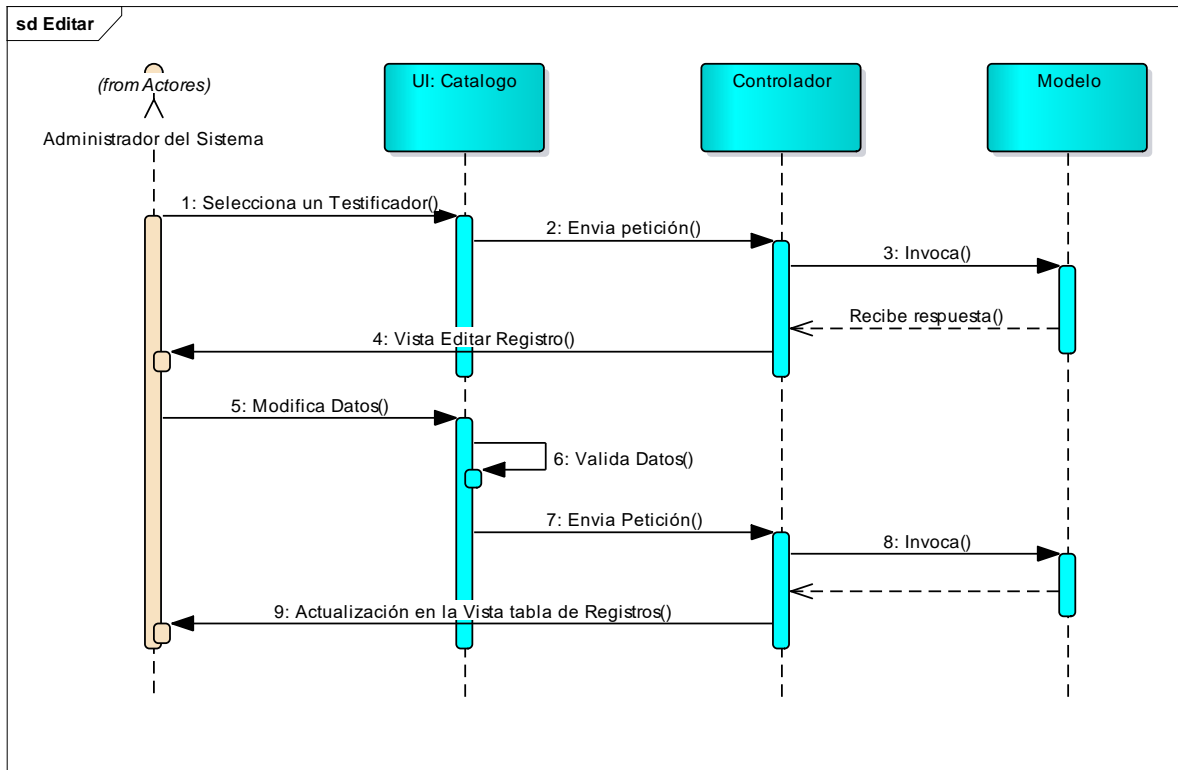 sd Editar
(from Actores)
Administrador del Sistema
UI: Catalogo
Controlador
Modelo
1: Selecciona un Testificador()
2: Envia petición()
3: Invoca()
Recibe respuesta()
4: Vista Editar Registro()
5: Modifica Datos()
6: Valida Datos()
7: Envia Petición()
8: Invoca()
9: Actualización en la Vista tabla de Registros()